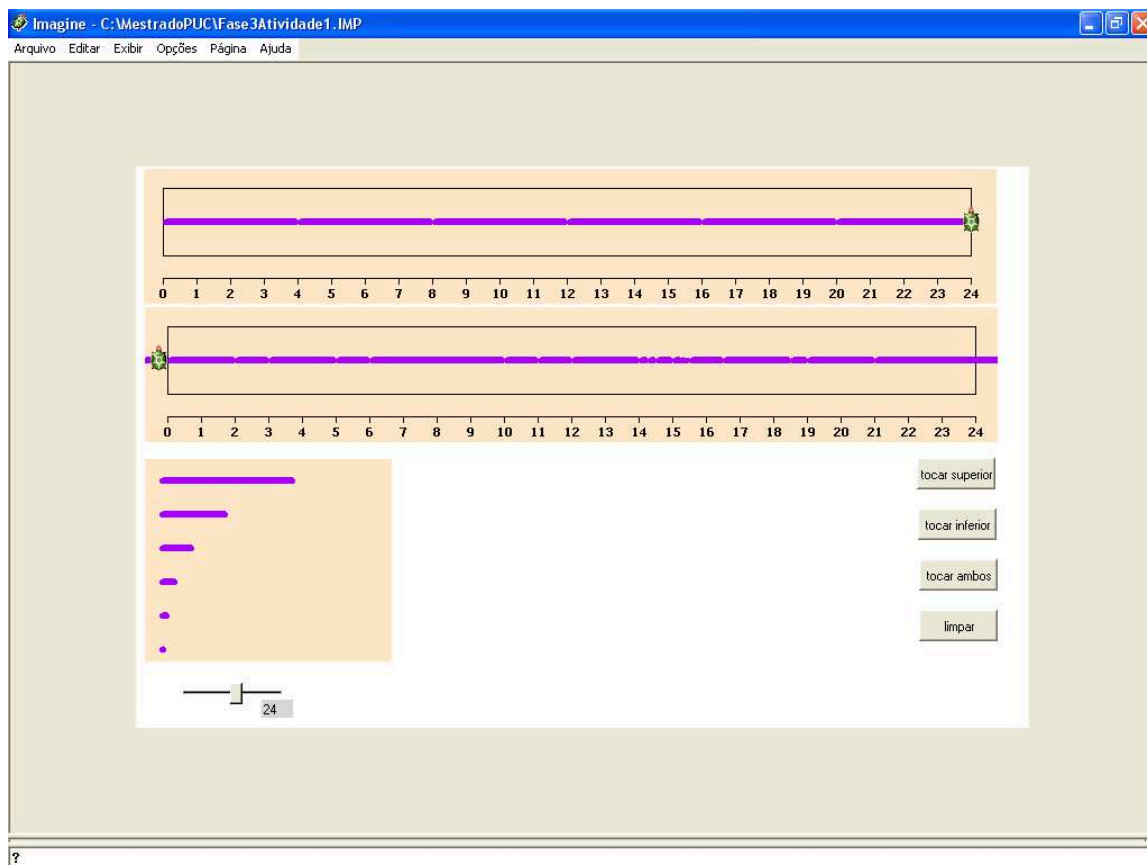 Imagine - C:\MestradoPUC\Fase3Atividade1.IMP
Arquivo Editar Exibir Opções Página Ajuda
0 1 2 3 4 5 6 7 8 9 10 11 12 13 14 15 16 17 18 19 20 21 22 23 24
0 1 2 3 4 5 6 7 8 9 10 11 12 13 14 15 16 17 18 19 20 21 22 23 24
tocar superior
tocar inferior
tocar ambos
limpar
24
?